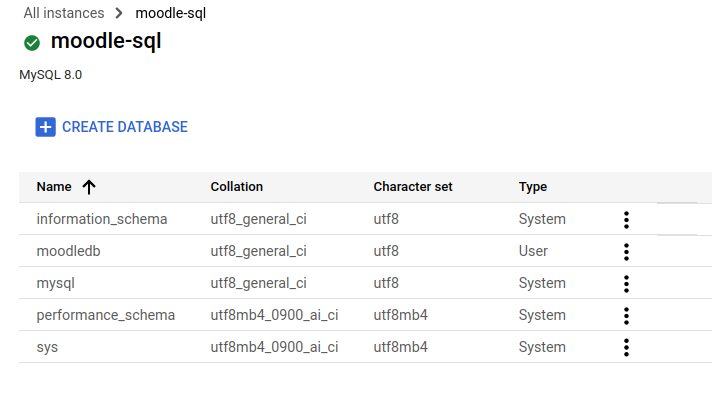 All instances > moodle-sql
moodle-sql
MySQL 8.0
CREATE DATABASE
Name Collation Character set Type
information_schema utf8_general_ci utf8 System
moodledb utf8_general_ci utf8 User
mysql utf8_general_ci utf8 System
performance_schema utf8mb4_0900_ai_ci utf8mb4 System
sys utf8mb4_0900_ai_ci utf8mb4 System